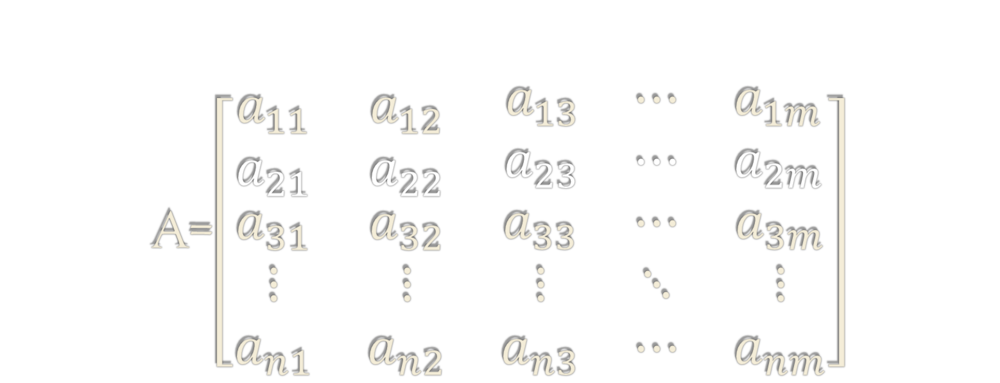 a₁₁ a₁₂ a₁₃ ⋯ a₁ₘ
a₂₁ a₂₂ a₂₃ ⋯ a₂ₘ
A= a₃₁ a₃₂ a₃₃ ⋯ a₃ₘ
⋮ ⋮ ⋮ ⋱ ⋮
aₙ₁ aₙ₂ aₙ₃ ⋯ aₙₘ